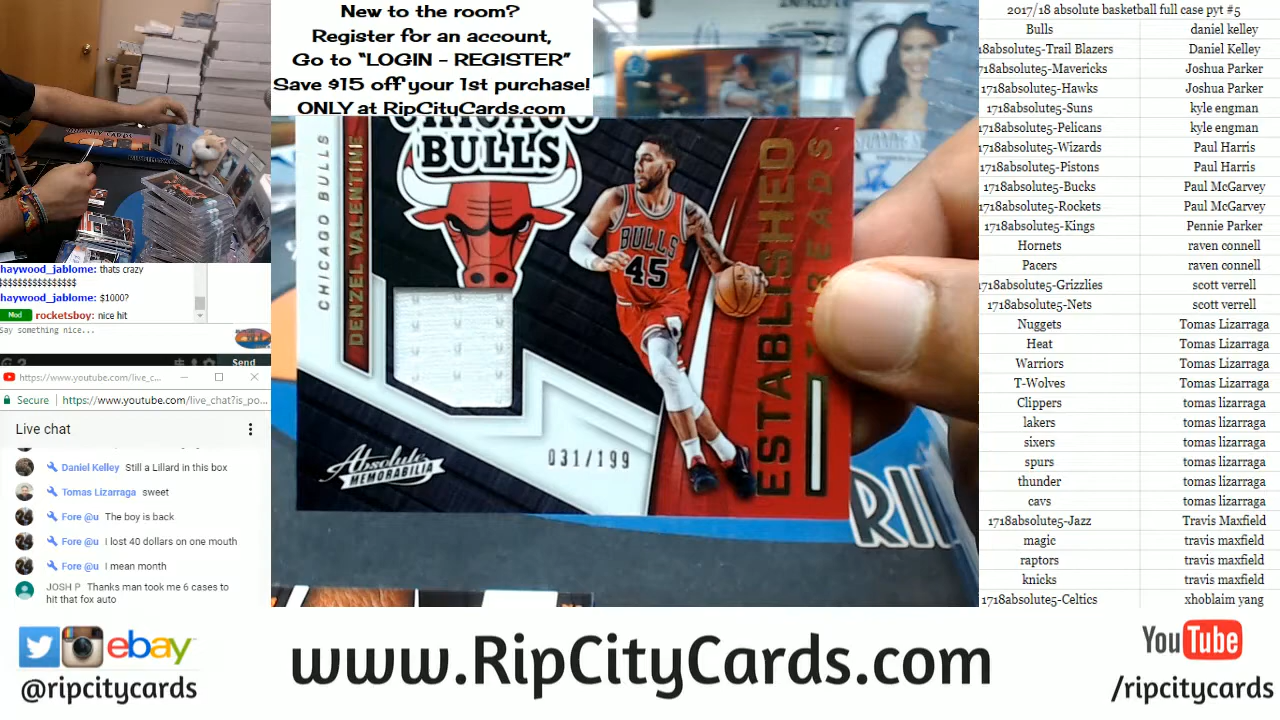 New to the room?
Register for an account,
Go to “LOGIN - REGISTER”
Save $15 off your 1st purchase!
ONLY at RipCityCards.com
haywood_jablome: thats crazy
$$$$$$$$$$$$$$$$
haywood_jablome: $1000?
Mod rocketsboy: nice hit
Say something nice...
Send
https://www.youtube.com/live_c...
Secure https://www.youtube.com/live_chat?is_po...
Live chat
Daniel Kelley Still a Lillard in this box
Tomas Lizarraga sweet
Fore @u The boy is back
Fore @u I lost 40 dollars on one mouth
Fore @u I mean month
JOSH P Thanks man took me 6 cases to
hit that fox auto
CHICAGO BULLS
DENZEL VALENTINE
CHICAGO
BULLS
BULLS
45
ESTABLISHED
THREADS
Absolute
MEMORABILIA
031/199
RI
2017/18 absolute basketball full case pyt #5
Bulls daniel kelley
18absolute5-Trail Blazers Daniel Kelley
1718absolute5-Mavericks Joshua Parker
1718absolute5-Hawks Joshua Parker
1718absolute5-Suns kyle engman
1718absolute5-Pelicans kyle engman
1718absolute5-Wizards Paul Harris
1718absolute5-Pistons Paul Harris
1718absolute5-Bucks Paul McGarvey
1718absolute5-Rockets Paul McGarvey
1718absolute5-Kings Pennie Parker
Hornets raven connell
Pacers raven connell
1718absolute5-Grizzlies scott verrell
1718absolute5-Nets scott verrell
Nuggets Tomas Lizarraga
Heat Tomas Lizarraga
Warriors Tomas Lizarraga
T-Wolves Tomas Lizarraga
Clippers tomas lizarraga
lakers tomas lizarraga
sixers tomas lizarraga
spurs tomas lizarraga
thunder tomas lizarraga
cavs tomas lizarraga
1718absolute5-Jazz Travis Maxfield
magic travis maxfield
raptors travis maxfield
knicks travis maxfield
1718absolute5-Celtics xhoblaim yang
ebay
@ripcitycards
www.RipCityCards.com
YouTube
/ripcitycards